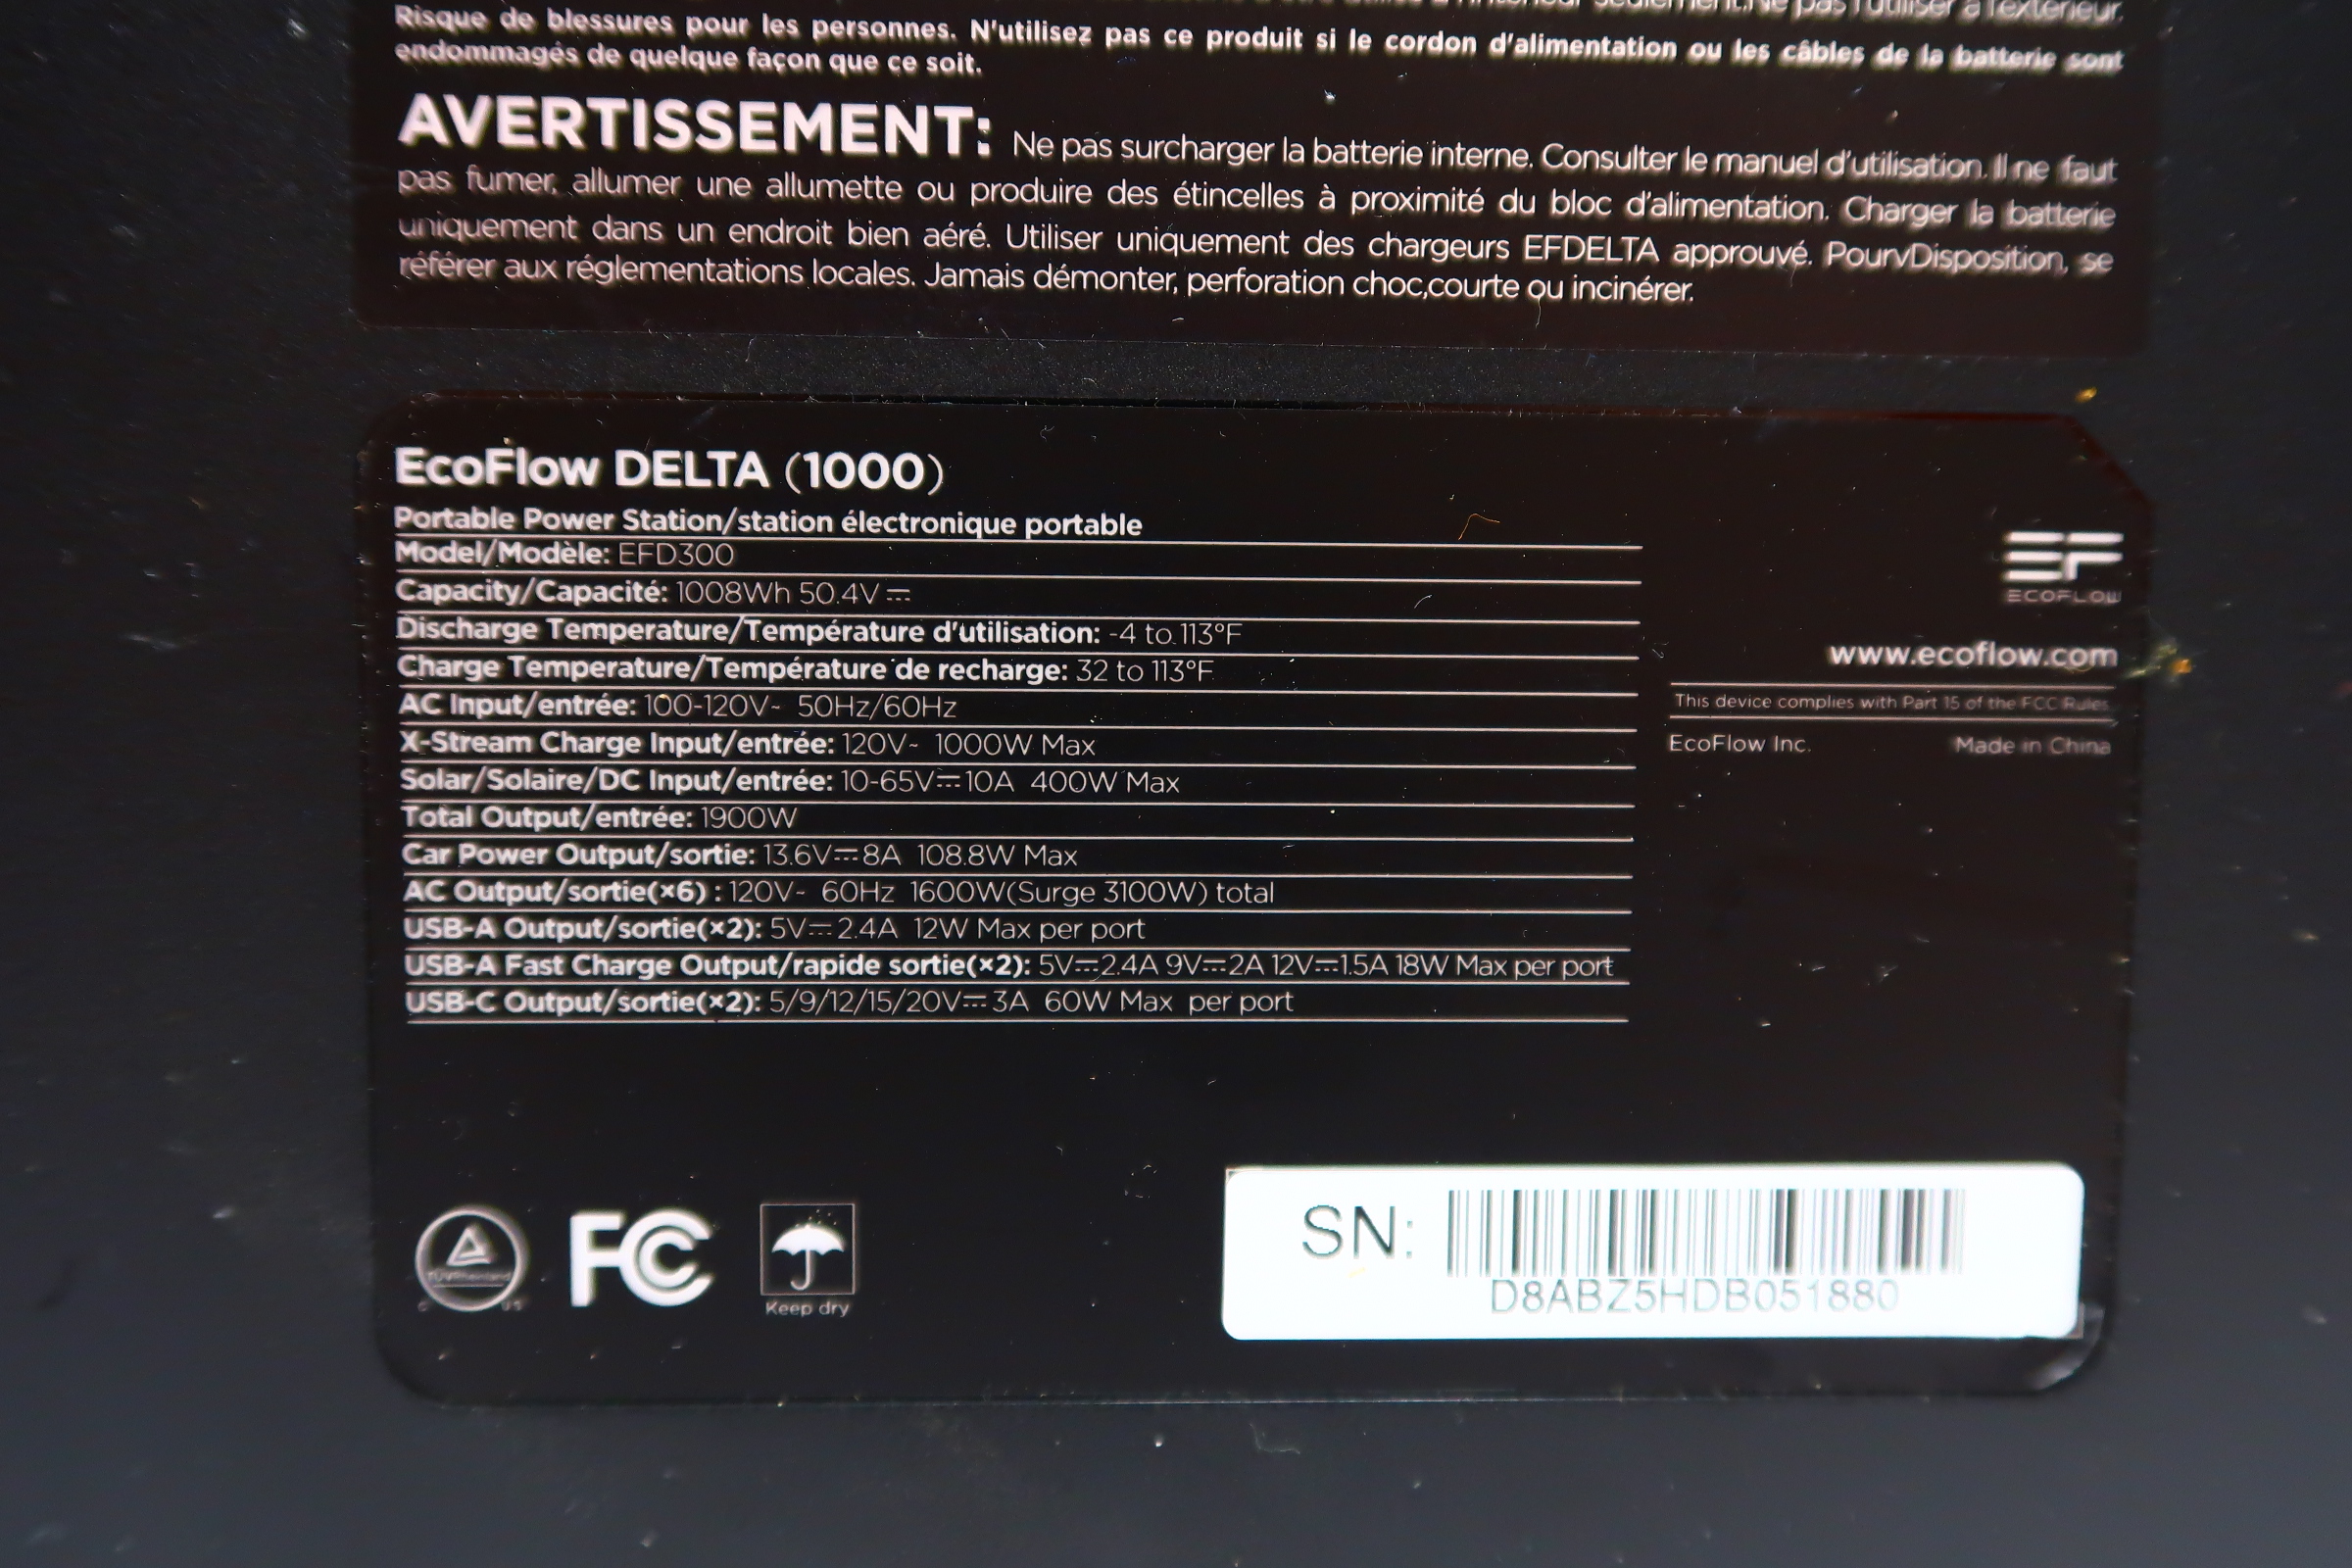 seulement.Ne pas l'utiliser à l'extérieur.
Risque de blessures pour les personnes. N'utilisez pas ce produit si le cordon d'alimentation ou les câbles de la batterie sont
endommagés de quelque façon que ce soit.
AVERTISSEMENT: Ne pas surcharger la batterie interne. Consulter le manuel d'utilisation. Il ne faut
pas fumer, allumer une allumette ou produire des étincelles à proximité du bloc d'alimentation. Charger la batterie
uniquement dans un endroit bien aéré. Utiliser uniquement des chargeurs EFDELTA approuvé. PourvDisposition, se
référer aux réglementations locales. Jamais démonter, perforation choc,courte ou incinérer.
EcoFlow DELTA (1000)
Portable Power Station/station électronique portable
Model/Modèle: EFD300
Capacity/Capacité: 1008Wh 50.4V⎓
Discharge Temperature/Température d'utilisation: -4 to 113°F
Charge Temperature/Température de recharge: 32 to 113°F
AC Input/entrée: 100-120V~ 50Hz/60Hz
X-Stream Charge Input/entrée: 120V~ 1000W Max
Solar/Solaire/DC Input/entrée: 10-65V⎓10A 400W Max
Total Output/entrée: 1900W
Car Power Output/sortie: 13.6V⎓8A 108.8W Max
AC Output/sortie(×6) : 120V~ 60Hz 1600W(Surge 3100W) total
USB-A Output/sortie(×2): 5V⎓2.4A 12W Max per port
USB-A Fast Charge Output/rapide sortie(×2): 5V⎓2.4A 9V⎓2A 12V⎓1.5A 18W Max per port
USB-C Output/sortie(×2): 5/9/12/15/20V⎓3A 60W Max per port
EF
ECOFLOW
www.ecoflow.com
This device complies with Part 15 of the FCC Rules.
EcoFlow Inc. Made in China
TÜVRheinland
C US
FC
Keep dry
SN:
D8ABZ5HDB051880